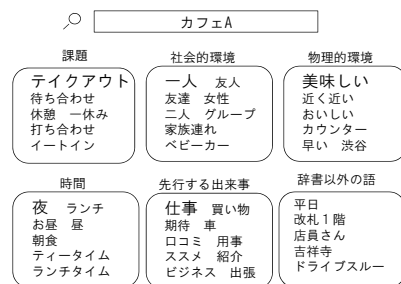 カフェA
課題
テイクアウト
待ち合わせ
休憩 一休み
打ち合わせ
イートイン
社会的環境
一人 友人
友達 女性
二人 グループ
家族連れ
ベビーカー
物理的環境
美味しい
近く近い
おいしい
カウンター
早い 渋谷
時間
夜 ランチ
お昼 昼
朝食
ティータイム
ランチタイム
先行する出来事
仕事 買い物
期待 車
口コミ 用事
ススメ 紹介
ビジネス 出張
辞書以外の語
平日
改札1階
店員さん
吉祥寺
ドライブスルー